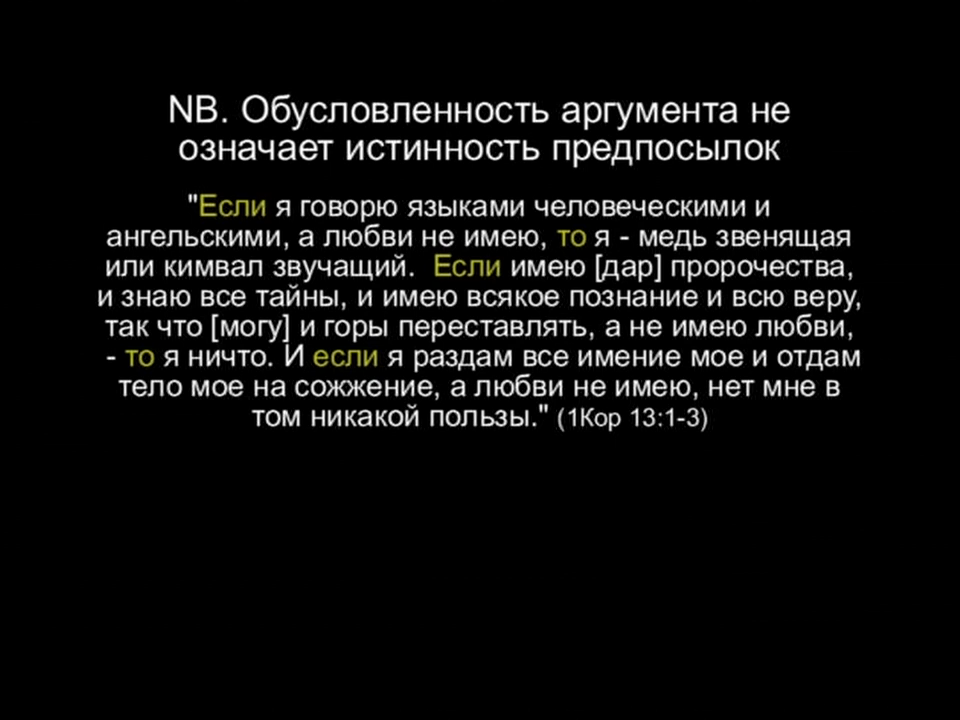 NB. Обусловленность аргумента не
означает истинность предпосылок
"Если я говорю языками человеческими и
ангельскими, а любви не имею, то я - медь звенящая
или кимвал звучащий.  Если имею [дар] пророчества,
и знаю все тайны, и имею всякое познание и всю веру,
так что [могу] и горы переставлять, а не имею любви,
- то я ничто. И если я раздам все имение мое и отдам
тело мое на сожжение, а любви не имею, нет мне в
том никакой пользы." (1Кор 13:1-3)